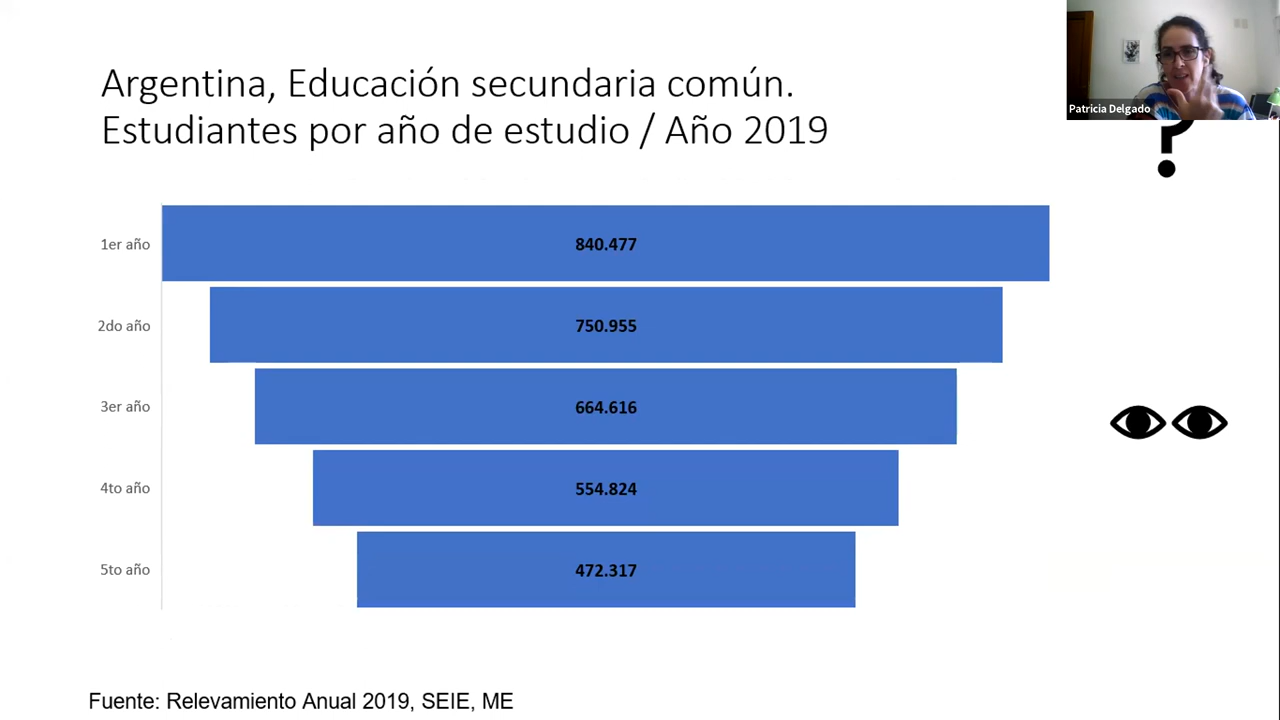 Argentina, Educación secundaria común.
Estudiantes por año de estudio / Año 2019
Patricia Delgado
?
1er año 840.477
2do año 750.955
3er año 664.616
4to año 554.824
5to año 472.317
Fuente: Relevamiento Anual 2019, SEIE, ME